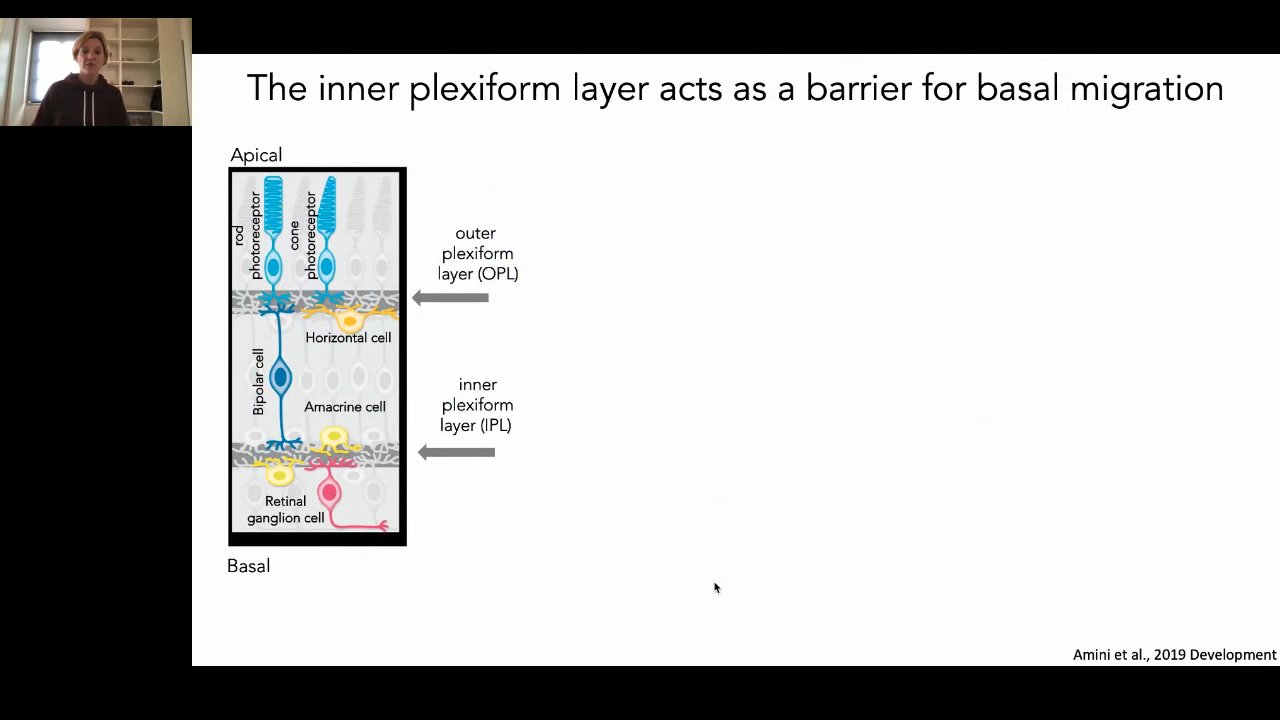 The inner plexiform layer acts as a barrier for basal migration
Apical
rod
photoreceptor
cone
photoreceptor
outer
plexiform
layer (OPL)
Horizontal cell
Bipolar cell
inner
plexiform
layer (IPL)
Amacrine cell
Retinal
ganglion cell
Basal
Amini et al., 2019 Development